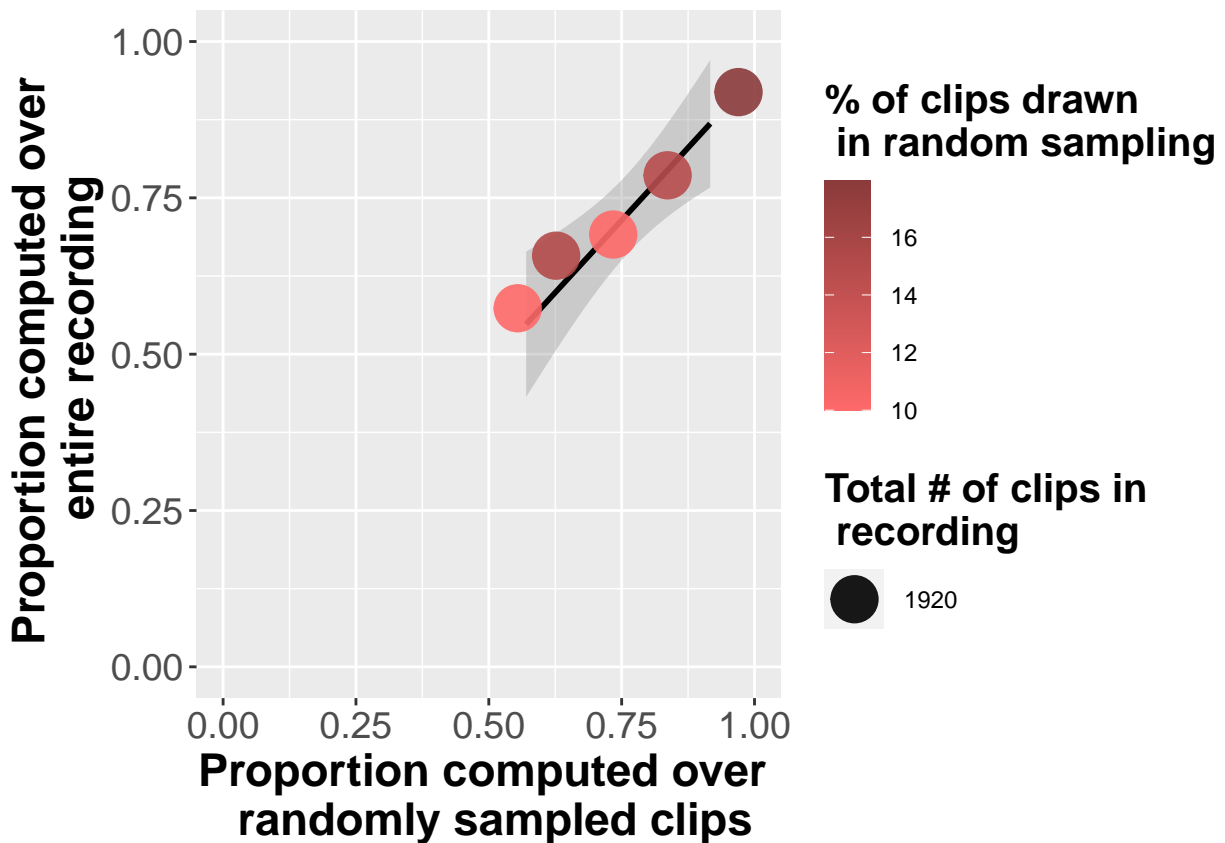 Proportion computed over
entire recording
1.00
0.75
0.50
0.25
0.00
0.00 0.25 0.50 0.75 1.00
Proportion computed over
randomly sampled clips
% of clips drawn
in random sampling
16
14
12
10
Total # of clips in
recording
1920